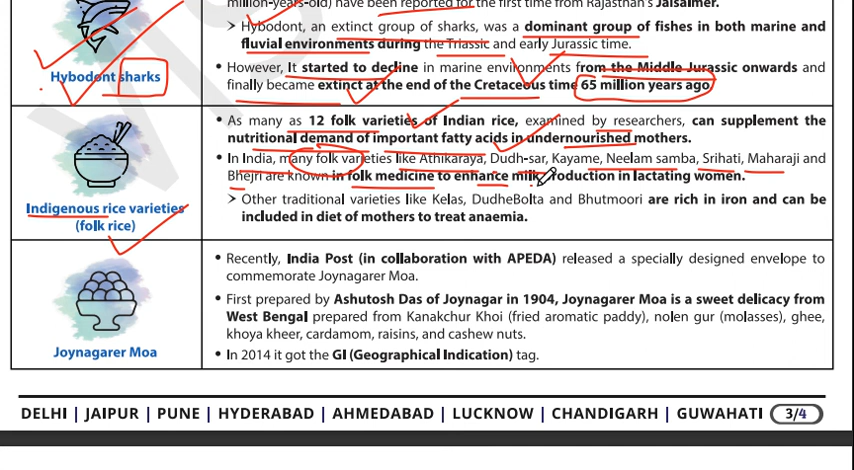 million-years-old) have been reported for the first time from Rajasthan's Jaisalmer.
➢ Hybodont, an extinct group of sharks, was a dominant group of fishes in both marine and
fluvial environments during the Triassic and early Jurassic time.
Hybodont sharks
• However, It started to decline in marine environments from the Middle Jurassic onwards and
finally became extinct at the end of the Cretaceous time 65 million years ago.
Indigenous rice varieties
(folk rice)
• As many as 12 folk varieties of Indian rice, examined by researchers, can supplement the
nutritional demand of important fatty acids in undernourished mothers.
• In India, many folk varieties like Athikaraya, Dudh-sar, Kayame, Neelam samba, Srihati, Maharaji and
Bhejri are known in folk medicine to enhance milk production in lactating women.
➢ Other traditional varieties like Kelas, DudheBolta and Bhutmoori are rich in iron and can be
included in diet of mothers to treat anaemia.
Joynagarer Moa
• Recently, India Post (in collaboration with APEDA) released a specially designed envelope to
commemorate Joynagarer Moa.
• First prepared by Ashutosh Das of Joynagar in 1904, Joynagarer Moa is a sweet delicacy from
West Bengal prepared from Kanakchur Khoi (fried aromatic paddy), nolen gur (molasses), ghee,
khoya kheer, cardamom, raisins, and cashew nuts.
• In 2014 it got the GI (Geographical Indication) tag.
DELHI | JAIPUR | PUNE | HYDERABAD | AHMEDABAD | LUCKNOW | CHANDIGARH | GUWAHATI 3/4